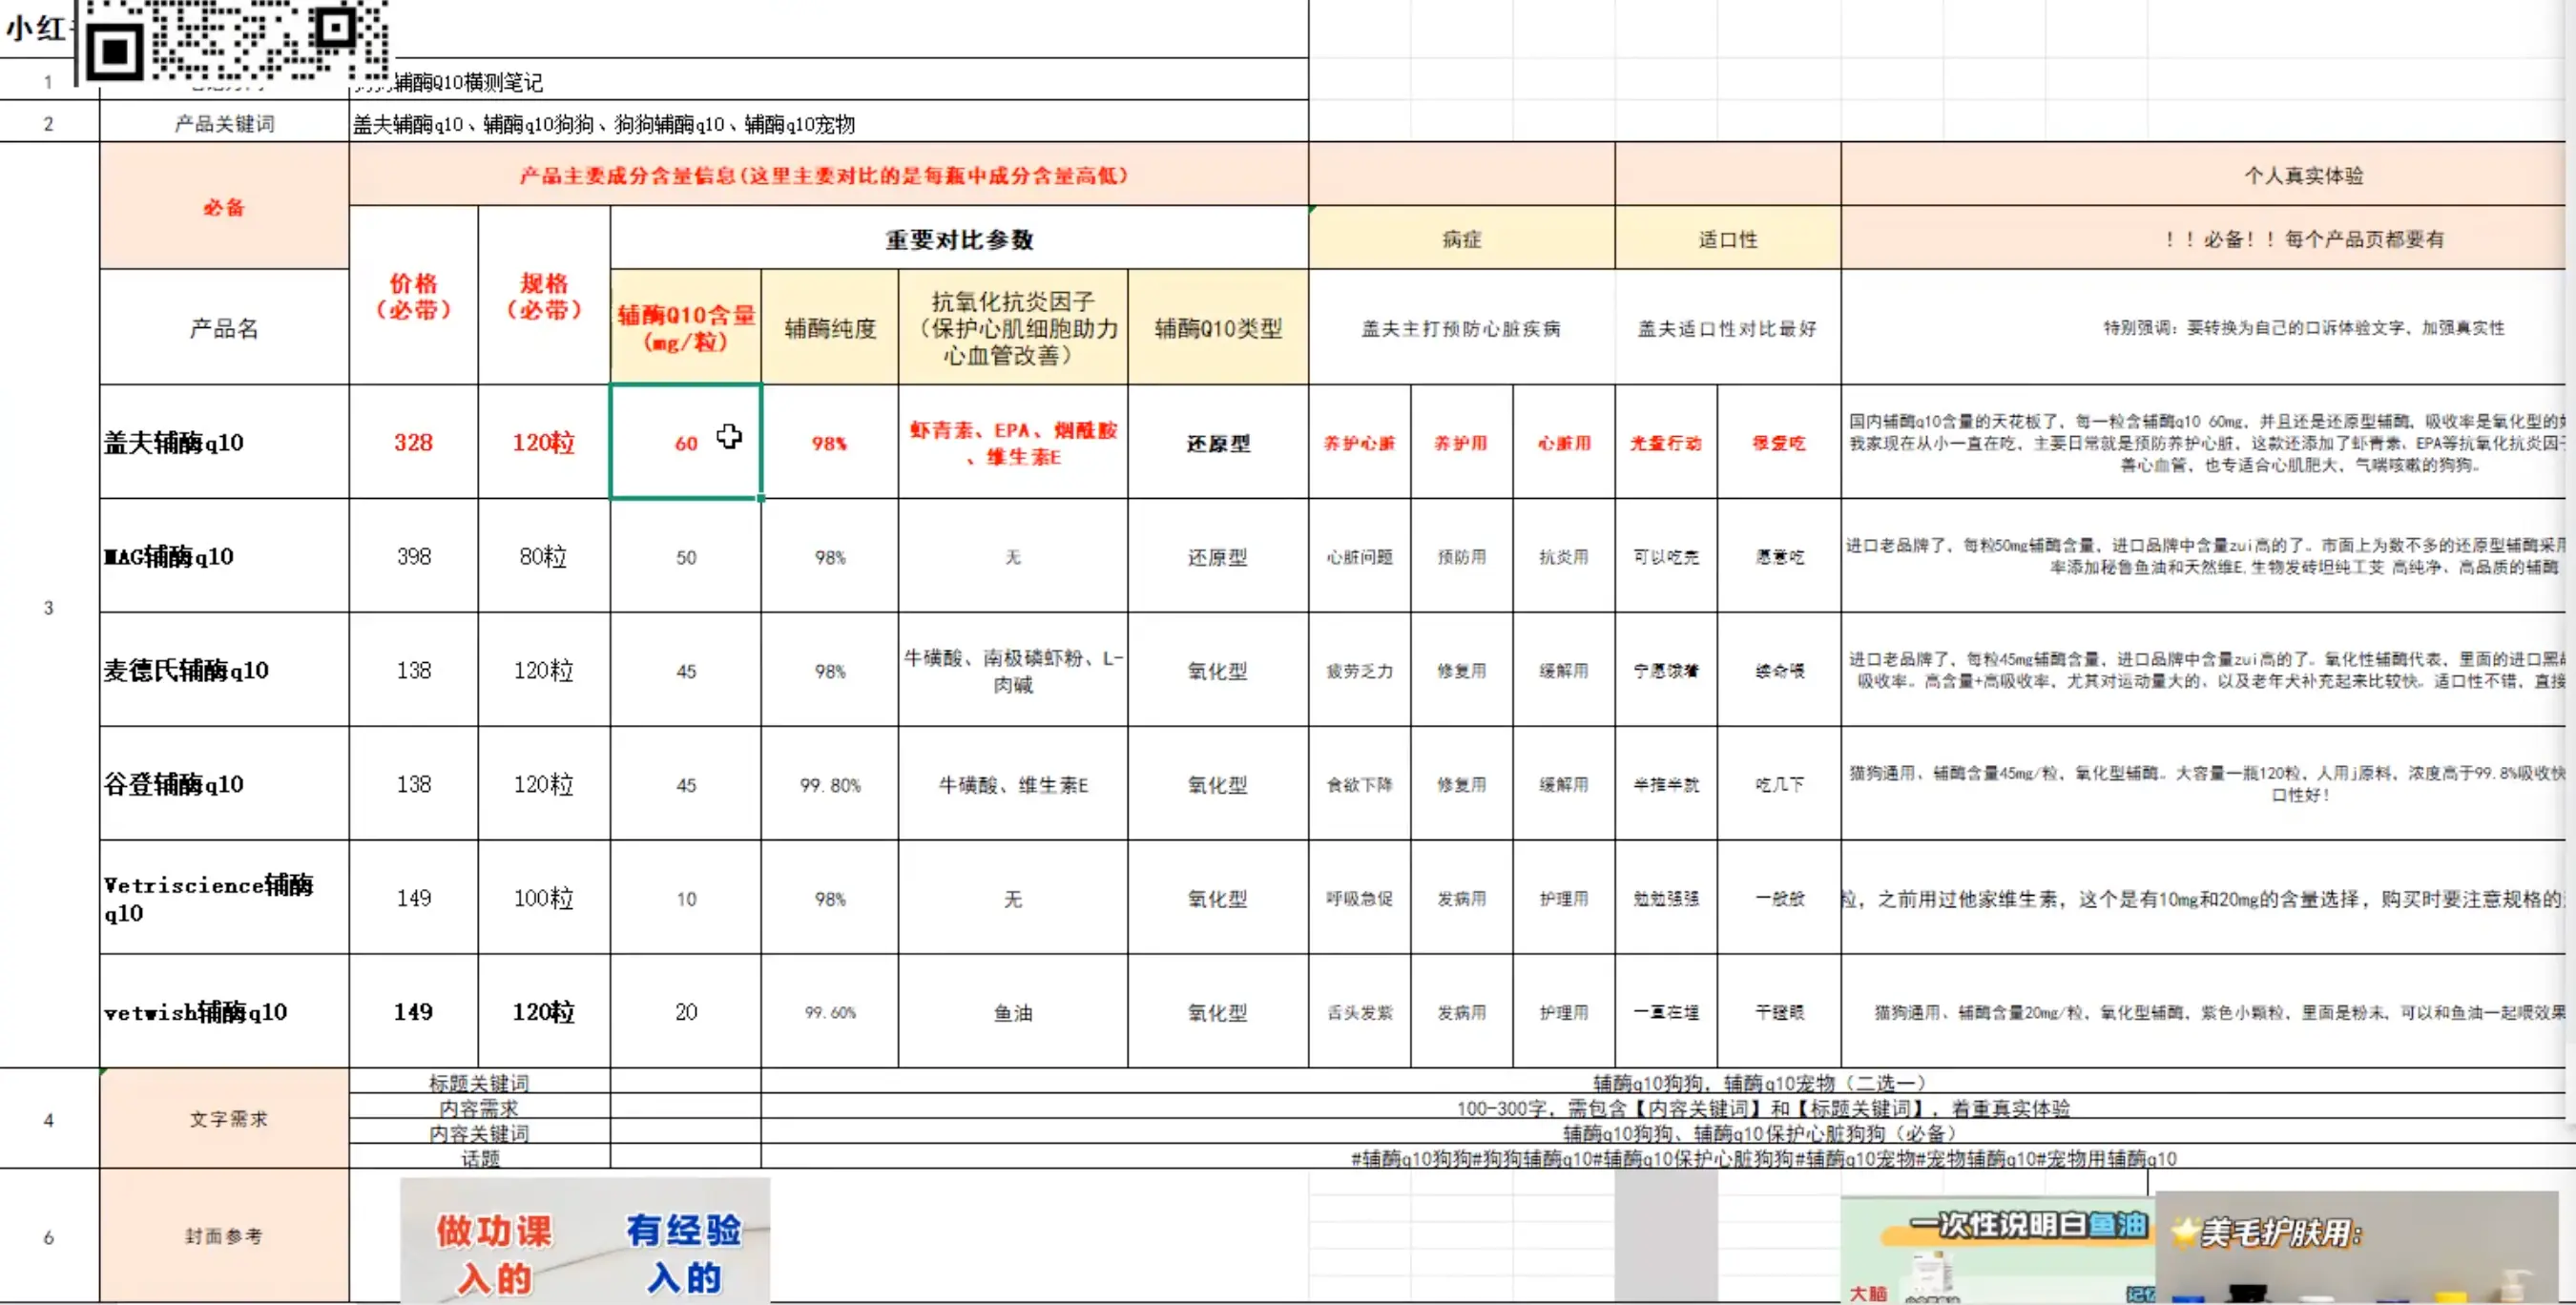 小红
1
辅酶Q10横测笔记
2
产品关键词
盖夫辅酶q10、辅酶q10狗狗、狗狗辅酶q10、辅酶q10宠物
3
必备
产品主要成分含量信息(这里主要对比的是每瓶中成分含量高低)
个人真实体验
价格
(必带)
规格
(必带)
重要对比参数
病症
适口性
！！必备！！每个产品页都要有
产品名
辅酶Q10含量
(mg/粒)
辅酶纯度
抗氧化抗炎因子
（保护心肌细胞助力
心血管改善）
辅酶Q10类型
盖夫主打预防心脏疾病
盖夫适口性对比最好
特别强调：要转换为自己的口诉体验文字，加强真实性
盖夫辅酶q10
328
120粒
60
98%
虾青素、EPA、烟酰胺
、维生素E
还原型
养护心脏
养护用
心脏用
光盘行动
很爱吃
国内辅酶q10含量的天花板了，每一粒含辅酶q10 60mg，并且还是还原型辅酶，吸收率是氧化型的
我家现在从小一直在吃，主要日常就是预防养护心脏，这款还添加了虾青素、EPA等抗氧化抗炎因
善心血管，也专适合心肌肥大，气喘咳嗽的狗狗。
MAG辅酶q10
398
80粒
50
98%
无
还原型
心脏问题
预防用
抗炎用
可以吃完
愿意吃
进口老品牌了，每粒50mg辅酶含量，进口品牌中含量zui高的了。市面上为数不多的还原型辅酶采
率添加秘鲁鱼油和天然维E,生物发砖坦纯工芰 高纯净、高品质的辅酶
麦德氏辅酶q10
138
120粒
45
98%
牛磺酸、南极磷虾粉、L-
肉碱
氧化型
疲劳乏力
修复用
缓解用
宁愿饿着
续命喂
进口老品牌了，每粒45mg辅酶含量，进口品牌中含量zui高的了。氧化性辅酶代表，里面的进口黑
吸收率。高含量+高吸收率，尤其对运动量大的、以及老年犬补充起来比较快。适口性不错，直接
谷登辅酶q10
138
120粒
45
99.80%
牛磺酸、维生素E
氧化型
食欲下降
修复用
缓解用
半推半就
吃几下
猫狗通用、辅酶含量45mg/粒，氧化型辅酶。大容量一瓶120粒，人用j原料，浓度高于99.8%吸收快
口性好！
Vetriscience辅酶
q10
149
100粒
10
98%
无
氧化型
呼吸急促
发病用
护理用
勉勉强强
一般般
粒，之前用过他家维生素，这个是有10mg和20mg的含量选择，购买时要注意规格的
vetwish辅酶q10
149
120粒
20
99.60%
鱼油
氧化型
舌头发紫
发病用
护理用
一直在埋
干瞪眼
猫狗通用、辅酶含量20mg/粒，氧化型辅酶，紫色小颗粒，里面是粉末，可以和鱼油一起喂效果
4
文字需求
标题关键词
辅酶q10狗狗，辅酶q10宠物（二选一）
内容需求
100-300字，需包含【内容关键词】和【标题关键词】，着重真实体验
内容关键词
辅酶q10狗狗、辅酶q10保护心脏狗狗（必备）
话题
#辅酶q10狗狗#狗狗辅酶q10#辅酶q10保护心脏狗狗#辅酶q10宠物#宠物辅酶q10#宠物用辅酶q10
6
封面参考
做功课
入的
有经验
入的
一次性说明白鱼油
大脑
美毛护肤用: